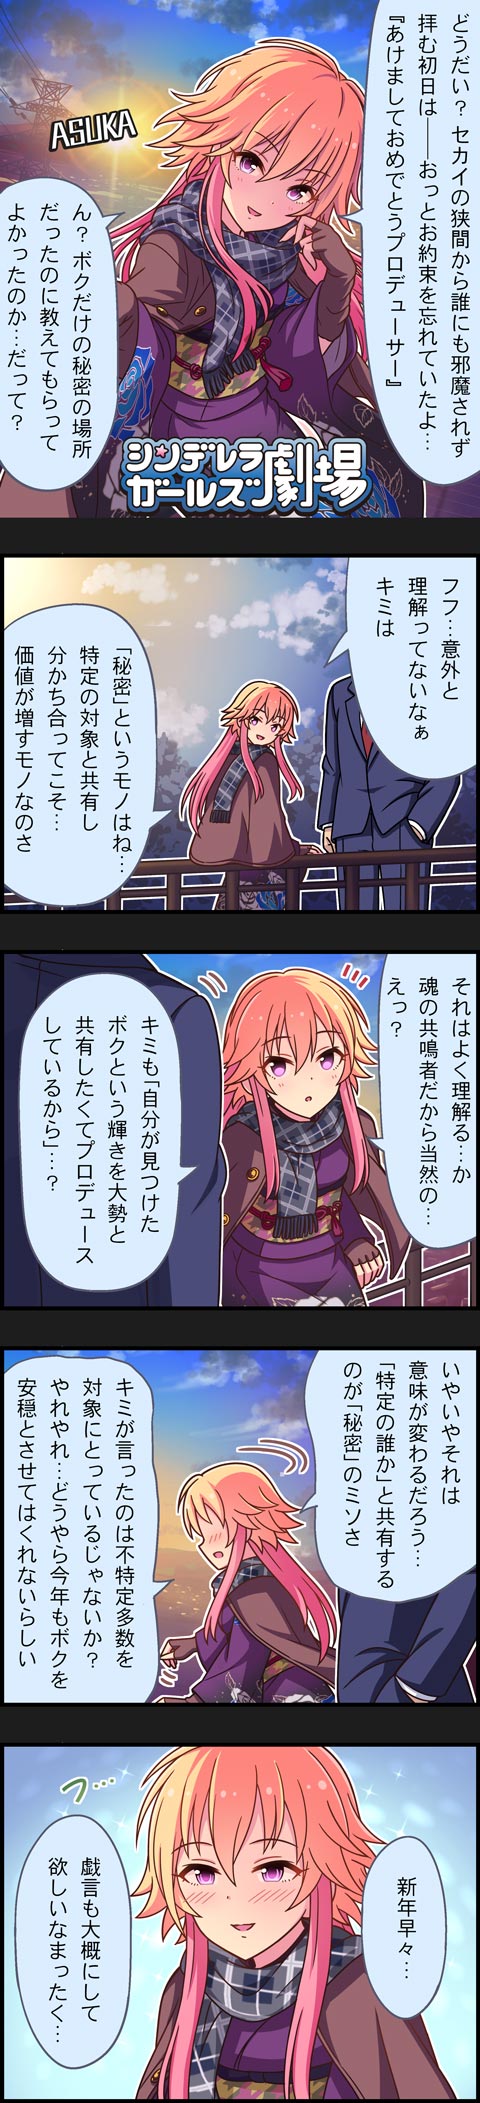 どうだい？セカイの狭間から誰にも邪魔されず
拝む初日は――おっとお約束を忘れていたよ…
『あけましておめでとうプロデューサー』
ASUKA
ん？ボクだけの秘密の場所
だったのに教えてもらって
よかったのか…だって？
シンデレラ
ガールズ劇場
フフ…意外と
理解ってないなぁ
キミは
「秘密」というモノはね…
特定の対象と共有し
分かち合ってこそ…
価値が増すモノなのさ
それはよく理解る…か
魂の共鳴者だから当然の…
えっ？
キミも「自分が見つけた
ボクという輝きを大勢と
共有したくてプロデュース
しているから」…？
いやいやそれは
意味が変わるだろう…
「特定の誰か」と共有する
のが「秘密」のミソさ
キミが言ったのは不特定多数を
対象にとっているじゃないか？
やれやれ…どうやら今年もボクを
安穏とさせてはくれないらしい
フ…
新年早々…
戯言も大概にして
欲しいなまったく…